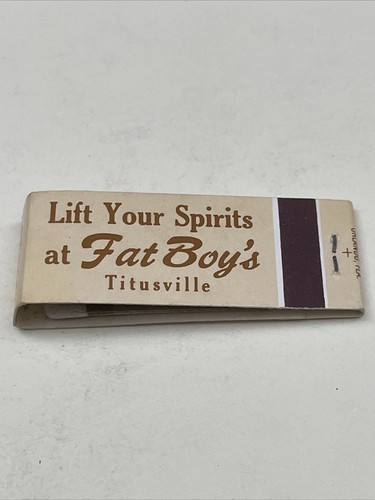 Lift Your Spirits
at Fat Boy's
Titusville